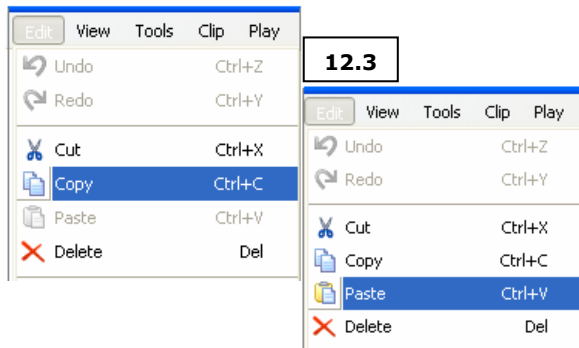 Edit View Tools Clip Play
Undo Ctrl+Z
Redo Ctrl+Y
Cut Ctrl+X
Copy Ctrl+C
Paste Ctrl+V
Delete Del
12.3
Edit View Tools Clip Play
Undo Ctrl+Z
Redo Ctrl+Y
Cut Ctrl+X
Copy Ctrl+C
Paste Ctrl+V
Delete Del